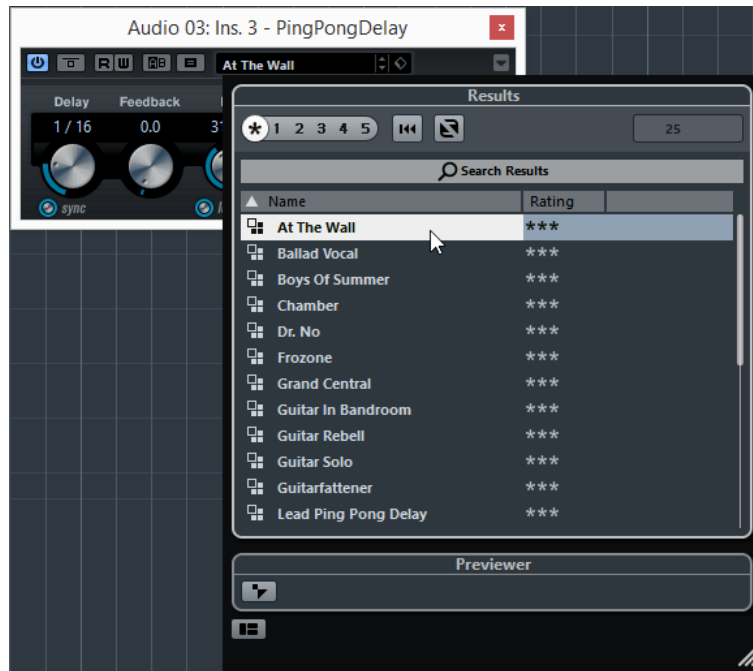 Audio 03: Ins. 3 - PingPongDelay
x
R W AB At The Wall
Delay Feedback
1 / 16 0.0
sync
Results
* 1 2 3 4 5 25
Search Results
Name Rating
At The Wall ***
Ballad Vocal ***
Boys Of Summer ***
Chamber ***
Dr. No ***
Frozone ***
Grand Central ***
Guitar In Bandroom ***
Guitar Rebell ***
Guitar Solo ***
Guitarfattener ***
Lead Ping Pong Delay ***
Previewer